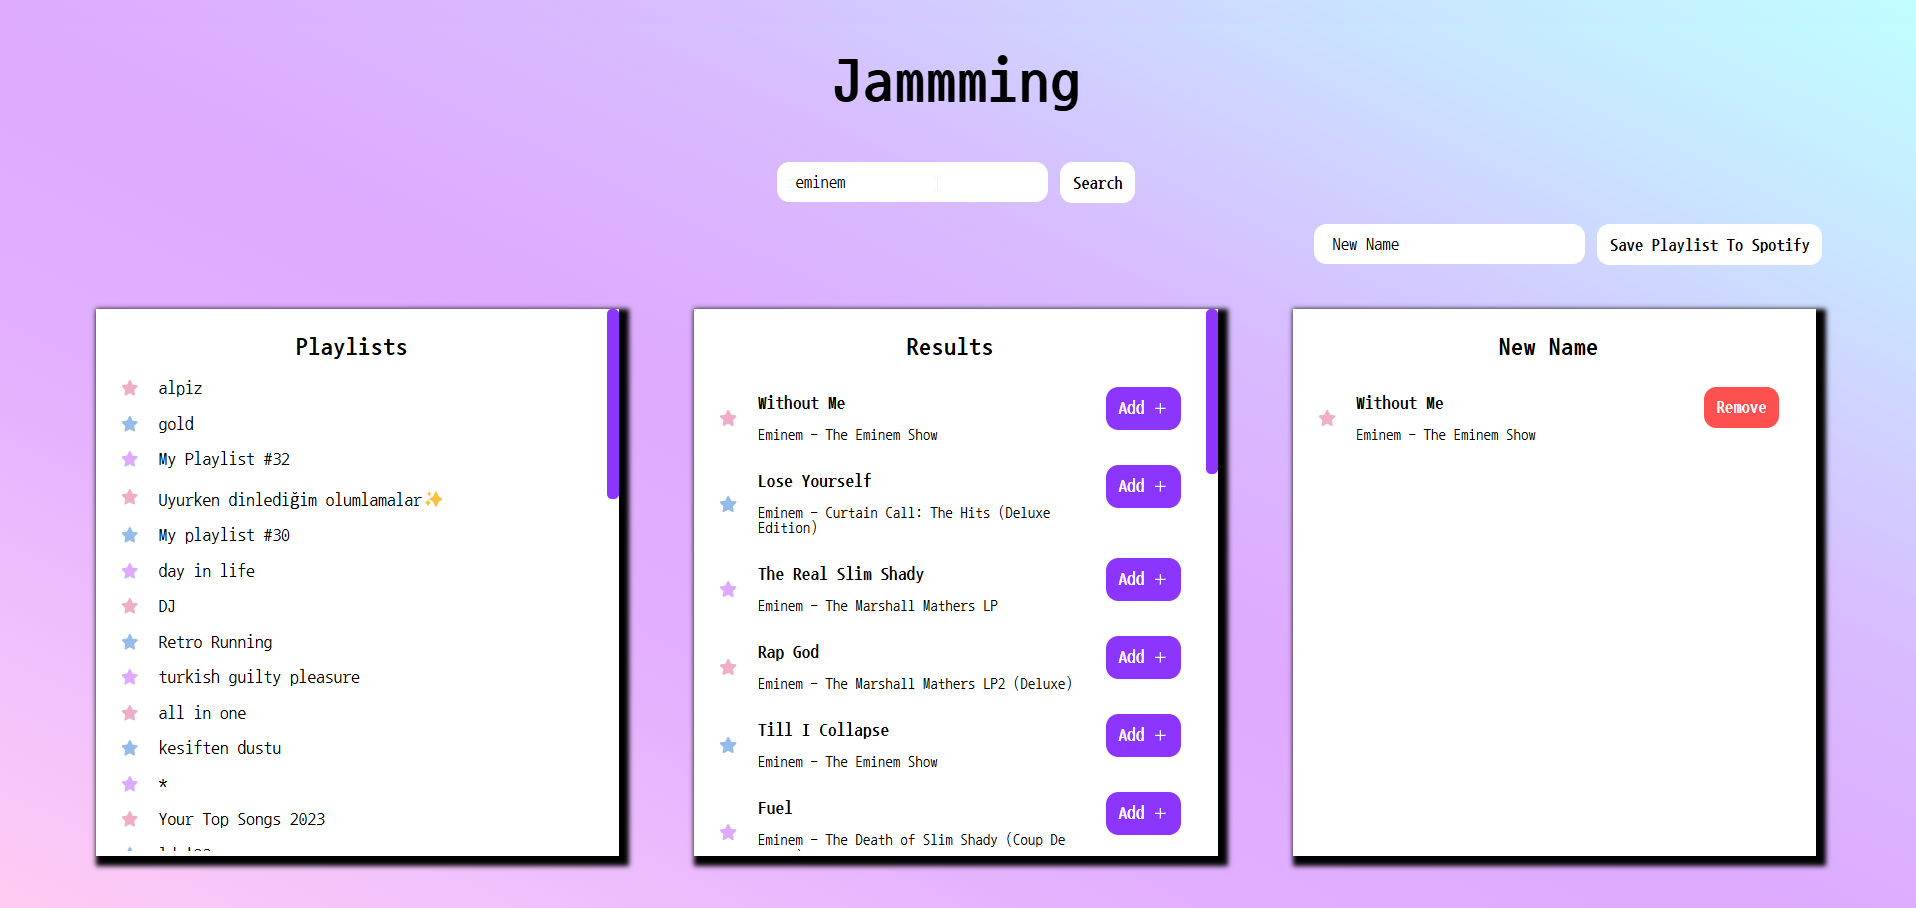 Jammming
eminem
Search
New Name
Save Playlist To Spotify
Playlists
alpiz
gold
My Playlist #32
Uyurken dinlediğim olumlamalar✨
My playlist #30
day in life
DJ
Retro Running
turkish guilty pleasure
all in one
kesiften dustu
*
Your Top Songs 2023
Results
Without Me
Eminem - The Eminem Show
Add +
Lose Yourself
Eminem - Curtain Call: The Hits (Deluxe
Edition)
Add +
The Real Slim Shady
Eminem - The Marshall Mathers LP
Add +
Rap God
Eminem - The Marshall Mathers LP2 (Deluxe)
Add +
Till I Collapse
Eminem - The Eminem Show
Add +
Fuel
Eminem - The Death of Slim Shady (Coup De
Add +
New Name
Without Me
Eminem - The Eminem Show
Remove